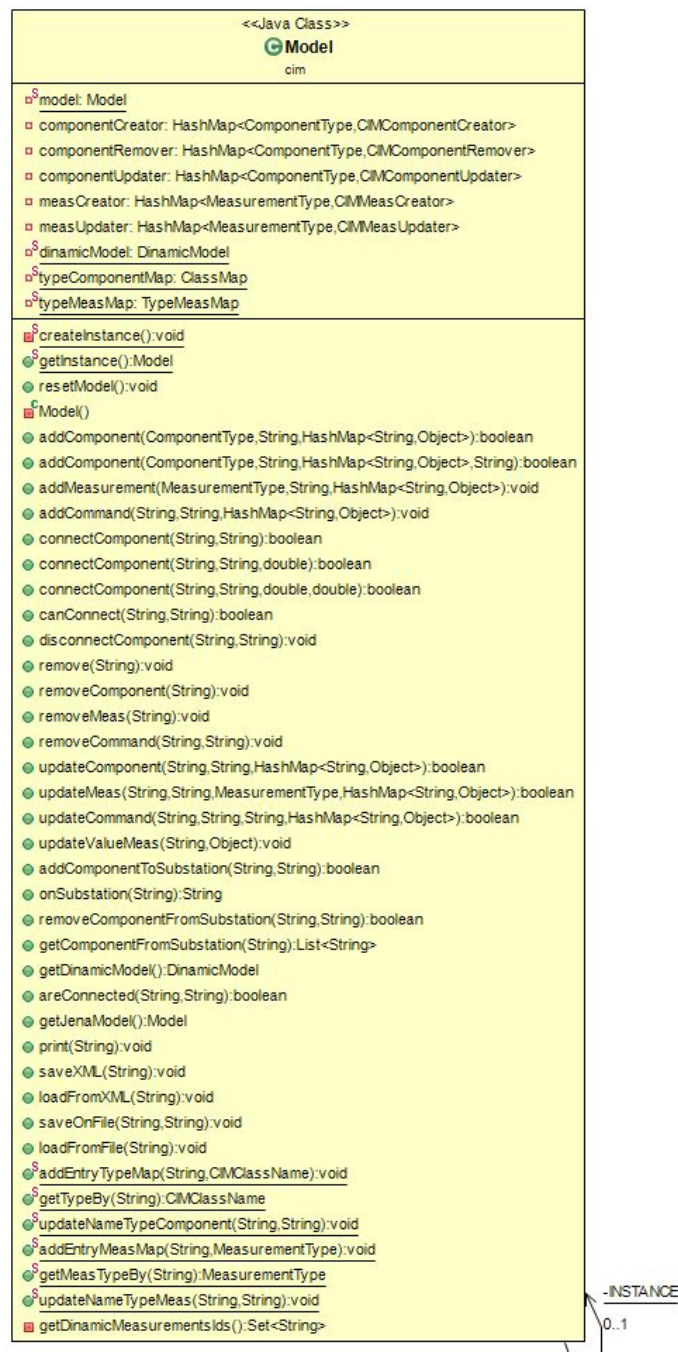 <<Java Class>>
G Model
cim
S model: Model
componentCreator: HashMap<ComponentType,CIMComponentCreator>
componentRemover: HashMap<ComponentType,CIMComponentRemover>
componentUpdater: HashMap<ComponentType,CIMComponentUpdater>
measCreator: HashMap<MeasurementType,CIMMeasCreator>
measUpdater: HashMap<MeasurementType,CIMMeasUpdater>
S dinamicModel: DinamicModel
S typeComponentMap: ClassMap
S typeMeasMap: TypeMeasMap
S createInstance():void
S getInstance():Model
resetModel():void
C Model()
addComponent(ComponentType,String,HashMap<String,Object>):boolean
addComponent(ComponentType,String,HashMap<String,Object>,String):boolean
addMeasurement(MeasurementType,String,HashMap<String,Object>):void
addCommand(String,String,HashMap<String,Object>):void
connectComponent(String,String):boolean
connectComponent(String,String,double):boolean
connectComponent(String,String,double,double):boolean
canConnect(String,String):boolean
disconnectComponent(String,String):void
remove(String):void
removeComponent(String):void
removeMeas(String):void
removeCommand(String,String):void
updateComponent(String,String,HashMap<String,Object>):boolean
updateMeas(String,String,MeasurementType,HashMap<String,Object>):boolean
updateCommand(String,String,String,HashMap<String,Object>):boolean
updateValueMeas(String,Object):void
addComponentToSubstation(String,String):boolean
onSubstation(String):String
removeComponentFromSubstation(String,String):boolean
getComponentFromSubstation(String):List<String>
getDinamicModel():DinamicModel
areConnected(String,String):boolean
getJenaModel():Model
print(String):void
saveXML(String):void
loadFromXML(String):void
saveOnFile(String,String):void
loadFromFile(String):void
S addEntryTypeMap(String,CIMClassName):void
S getTypeBy(String):CIMClassName
S updateNameTypeComponent(String,String):void
S addEntryMeasMap(String,MeasurementType):void
S getMeasTypeBy(String):MeasurementType
S updateNameTypeMeas(String,String):void
getDinamicMeasurementsIds():Set<String>
-INSTANCE
0..1